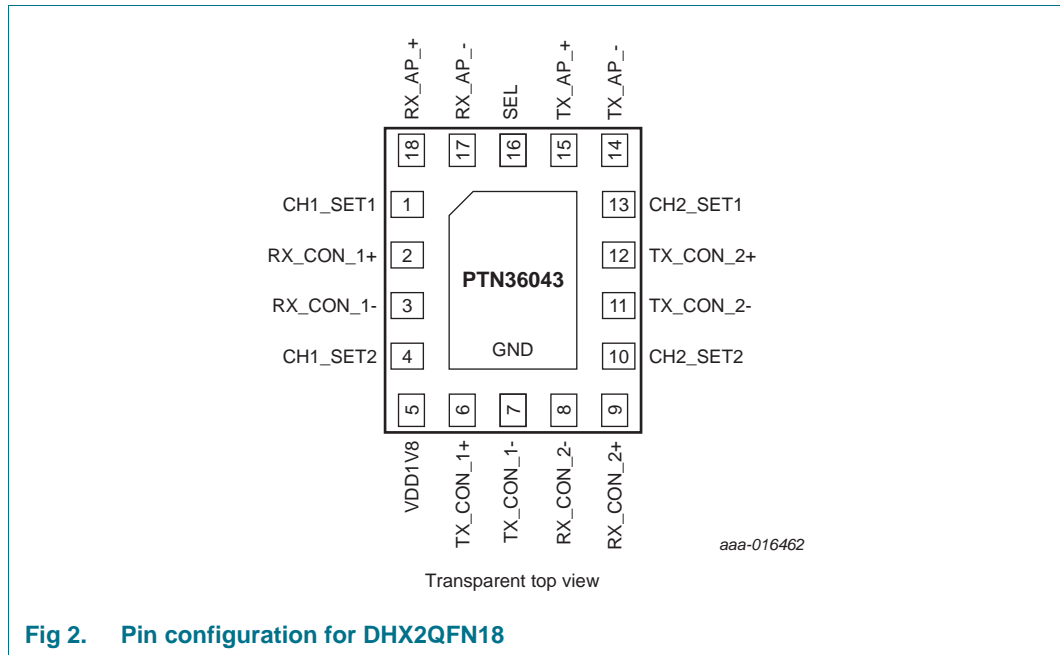 RX_AP_+
RX_AP_-
SEL
TX_AP_+
TX_AP_-
18
17
16
15
14
CH1_SET1
1
13
CH2_SET1
RX_CON_1+
2
12
TX_CON_2+
PTN36043
RX_CON_1-
3
11
TX_CON_2-
CH1_SET2
4
GND
10
CH2_SET2
5
6
7
8
9
VDD1V8
TX_CON_1+
TX_CON_1-
RX_CON_2-
RX_CON_2+
aaa-016462
Transparent top view
Fig 2. Pin configuration for DHX2QFN18